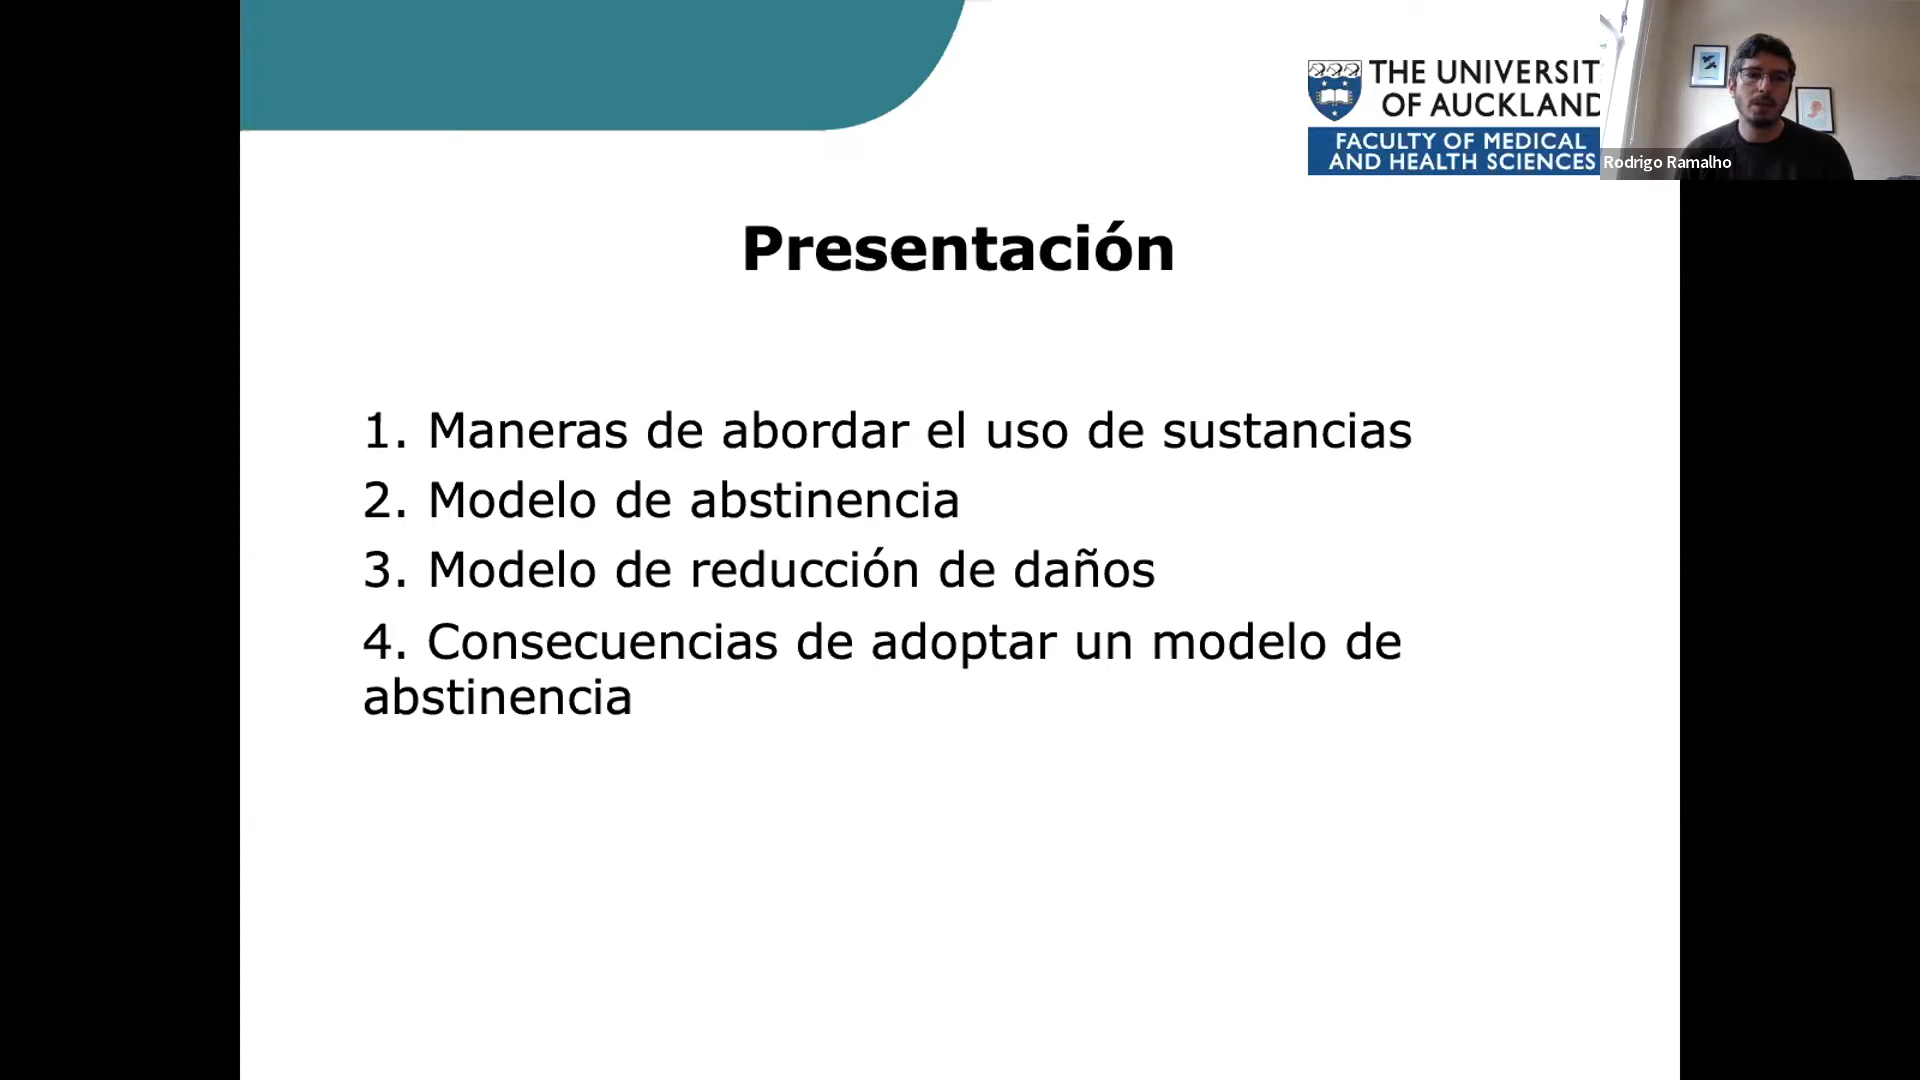 THE UNIVERSIT
OF AUCKLAND
FACULTY OF MEDICAL
AND HEALTH SCIENCES
Rodrigo Ramalho
Presentación
1. Maneras de abordar el uso de sustancias
2. Modelo de abstinencia
3. Modelo de reducción de daños
4. Consecuencias de adoptar un modelo de
abstinencia